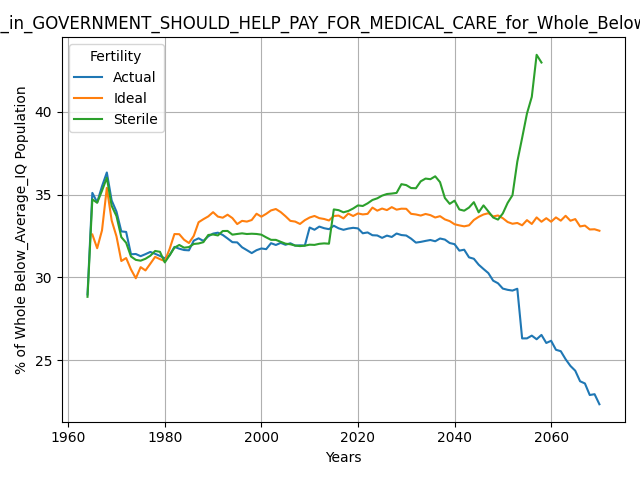 _in_GOVERNMENT_SHOULD_HELP_PAY_FOR_MEDICAL_CARE_for_Whole_Below
Fertility
Actual
Ideal
Sterile
% of Whole Below_Average_IQ Population
40
35
30
25
1960
1980
2000
2020
2040
2060
Years